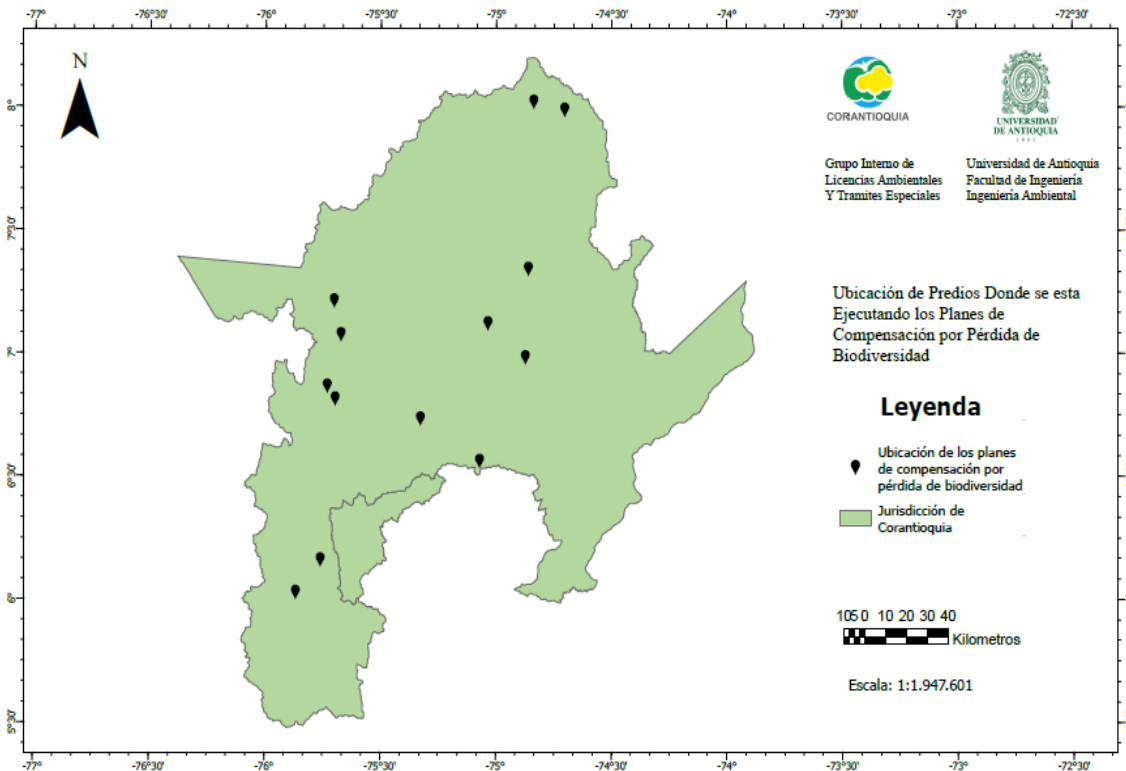 -77° -76°30' -76° -75°30' -75° -74°30' -74° -73°30' -73° -72°30'
N
CORANTIOQUIA
UNIVERSIDAD
DE ANTIOQUIA
1803
Grupo Interno de
Licencias Ambientales
Y Tramites Especiales
Universidad de Antioquia
Facultad de Ingeniería
Ingeniería Ambiental
8°
7°30'
7°
6°30'
6°
5°30'
Ubicación de Predios Donde se esta
Ejecutando los Planes de
Compensación por Pérdida de
Biodiversidad
Leyenda
Ubicación de los planes
de compensación por
pérdida de biodiversidad
Jurisdicción de
Corantioquia
105 0 10 20 30 40
Kilometros
Escala: 1:1.947.601
-77° -76°30' -76° -75°30' -75° -74°30' -74° -73°30' -73° -72°30'